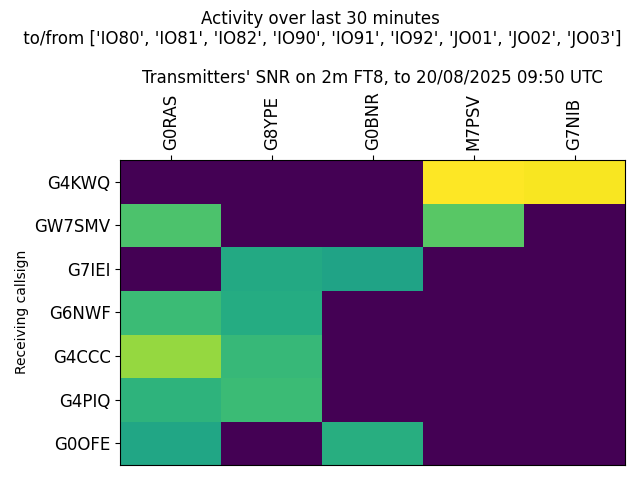 Activity over last 30 minutes
to/from ['IO80', 'IO81', 'IO82', 'IO90', 'IO91', 'IO92', 'JO01', 'JO02', 'JO03']
Transmitters' SNR on 2m FT8, to 20/08/2025 09:50 UTC
G0RAS
G8YPE
G0BNR
M7PSV
G7NIB
Receiving callsign
G4KWQ
GW7SMV
G7IEI
G6NWF
G4CCC
G4PIQ
G0OFE